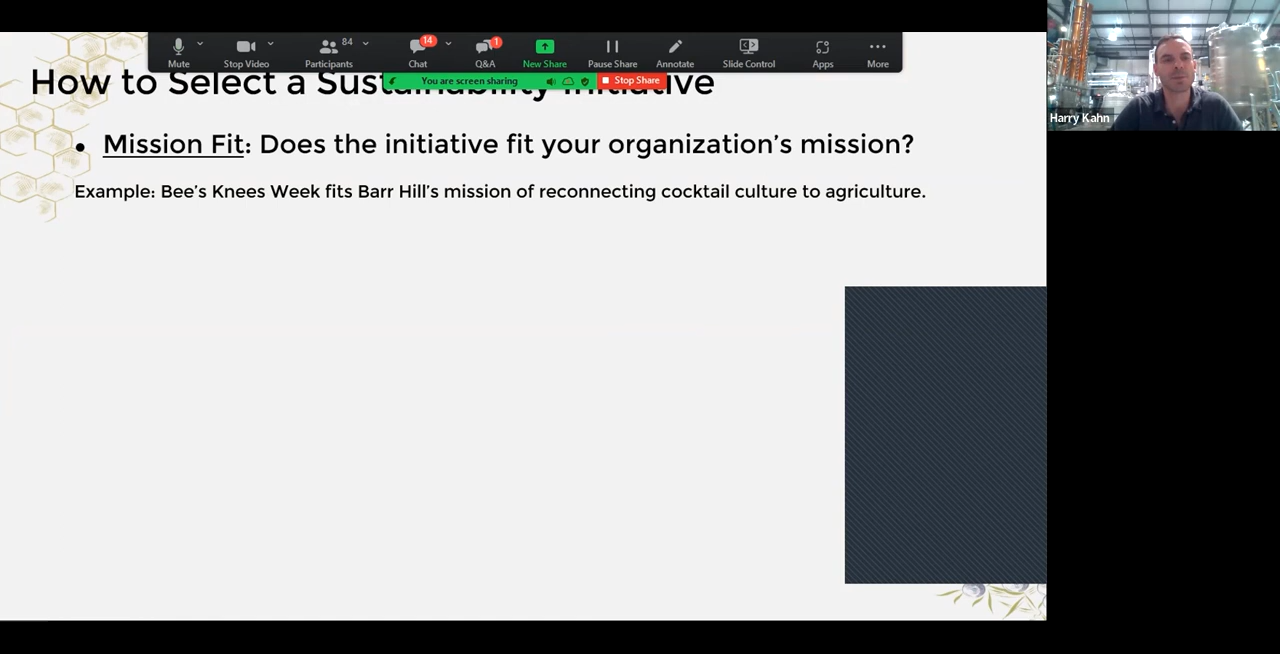 84
14
1
Mute
Stop Video
Participants
Chat
Q&A
New Share
Pause Share
Annotate
Slide Control
Apps
More
You are screen sharing
Stop Share
How to Select a Sustainability Initiative
• Mission Fit: Does the initiative fit your organization’s mission?
Example: Bee’s Knees Week fits Barr Hill’s mission of reconnecting cocktail culture to agriculture.
Harry Kahn